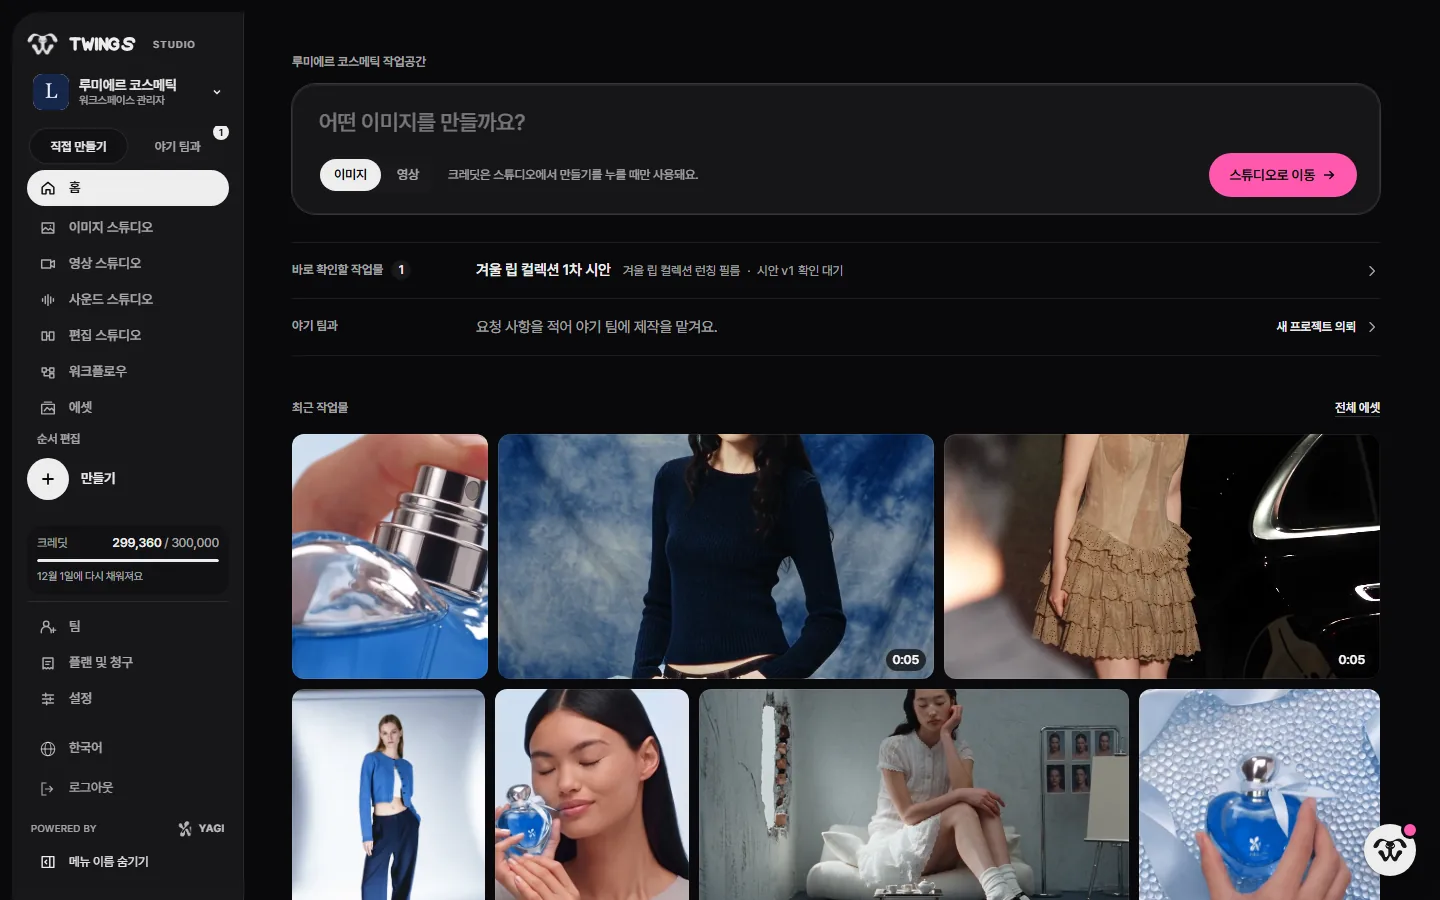 TWINGS STUDIO
L
루미에르 코스메틱
워크스페이스 관리자
직접 만들기
야기 팀과
1
홈
이미지 스튜디오
영상 스튜디오
사운드 스튜디오
편집 스튜디오
워크플로우
에셋
순서 편집
만들기
크레딧 299,360 / 300,000
12월 1일에 다시 채워져요
팀
플랜 및 청구
설정
한국어
로그아웃
POWERED BY YAGI
메뉴 이름 숨기기
루미에르 코스메틱 작업공간
어떤 이미지를 만들까요?
이미지 영상 크레딧은 스튜디오에서 만들기를 누를 때만 사용돼요.
스튜디오로 이동 →
바로 확인할 작업물 1 겨울 립 컬렉션 1차 시안 겨울 립 컬렉션 런칭 필름 · 시안 v1 확인 대기
야기 팀과 요청 사항을 적어 야기 팀에 제작을 맡겨요. 새 프로젝트 의뢰
최근 작업물 전체 에셋
0:05
0:05